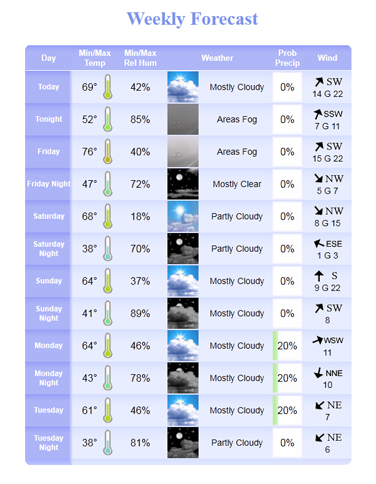 Weekly Forecast
Day Min/Max Temp Min/Max Rel Hum Weather Prob Precip Wind
Today 69° 42% Mostly Cloudy 0% SW 14 G 22
Tonight 52° 85% Areas Fog 0% SSW 7 G 11
Friday 76° 40% Areas Fog 0% SW 15 G 22
Friday Night 47° 72% Mostly Clear 0% NW 5 G 7
Saturday 68° 18% Partly Cloudy 0% NW 8 G 15
Saturday Night 38° 70% Partly Cloudy 0% ESE 1 G 3
Sunday 64° 37% Mostly Cloudy 0% S 9 G 22
Sunday Night 41° 89% Mostly Cloudy 0% SW 8
Monday 64° 46% Mostly Cloudy 20% WSW 11
Monday Night 43° 78% Mostly Cloudy 20% NNE 10
Tuesday 61° 46% Mostly Cloudy 20% NE 7
Tuesday Night 38° 81% Partly Cloudy 0% NE 6